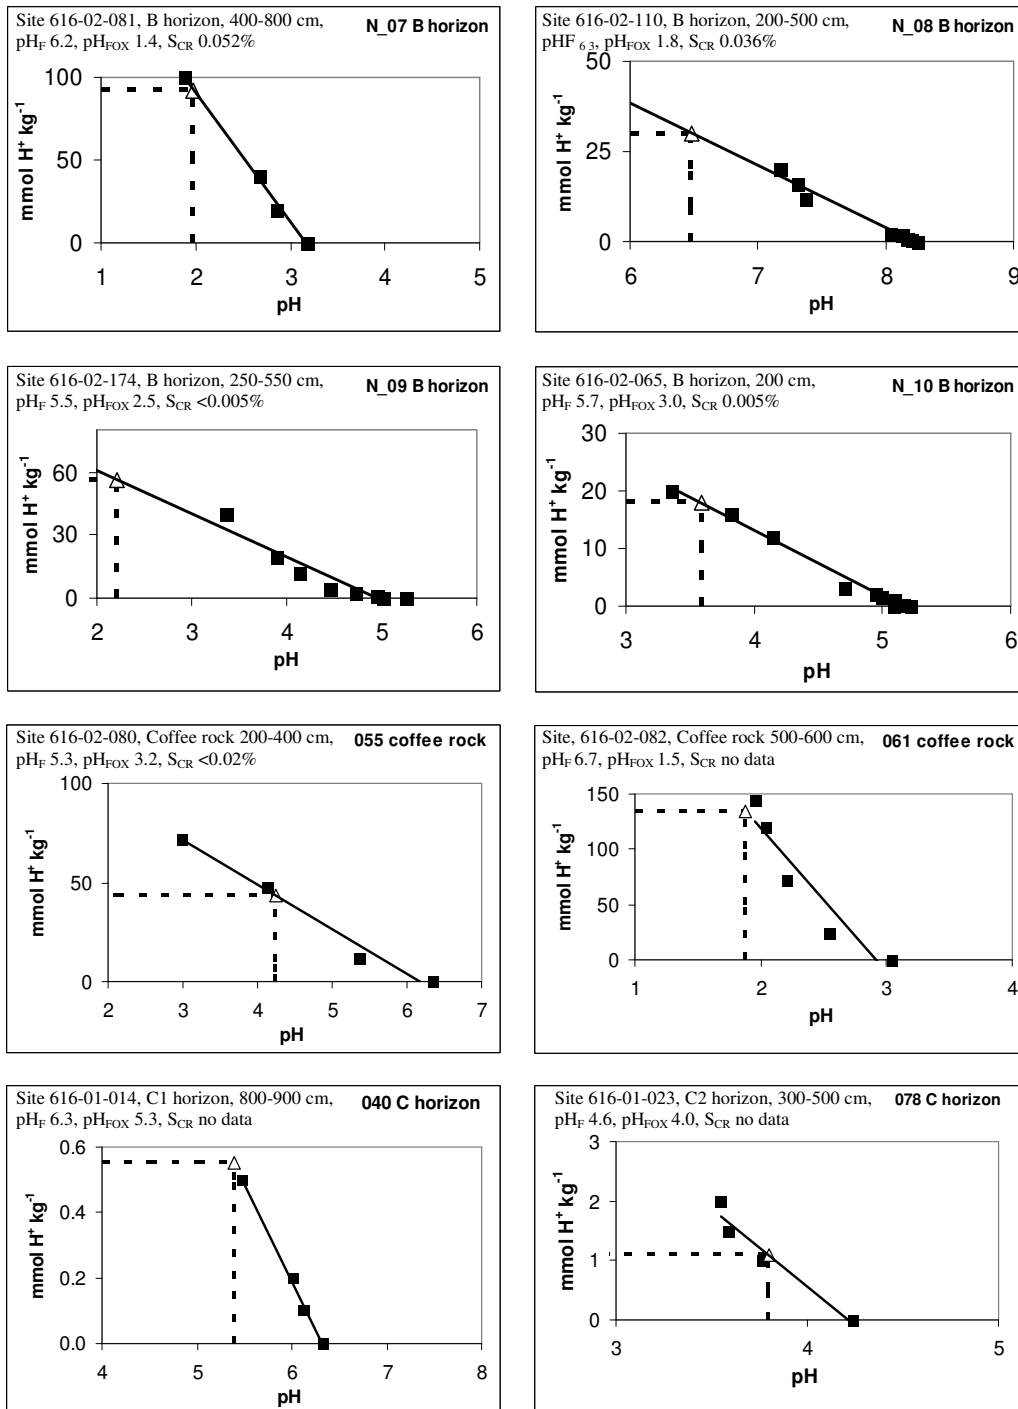 Site 616-02-081, B horizon, 400-800 cm,
pHF 6.2, pHFOX 1.4, SCR 0.052%
N_07 B horizon
100
50
0
mmol H+ kg-1
1 2 3 4 5
pH
Site 616-02-110, B horizon, 200-500 cm,
pHF 6 3, pHFOX 1.8, SCR 0.036%
N_08 B horizon
50
25
0
mmol H+ kg-1
6 7 8 9
pH
Site 616-02-174, B horizon, 250-550 cm,
pHF 5.5, pHFOX 2.5, SCR <0.005%
N_09 B horizon
60
30
0
mmol H+ kg-1
2 3 4 5 6
pH
Site 616-02-065, B horizon, 200 cm,
pHF 5.7, pHFOX 3.0, SCR 0.005%
N_10 B horizon
30
20
10
0
mmol H+ kg-1
3 4 5 6
pH
Site 616-02-080, Coffee rock 200-400 cm,
pHF 5.3, pHFOX 3.2, SCR <0.02%
055 coffee rock
100
50
0
mmol H+ kg-1
2 3 4 5 6 7
pH
Site, 616-02-082, Coffee rock 500-600 cm,
pHF 6.7, pHFOX 1.5, SCR no data
061 coffee rock
150
100
50
0
mmol H+ kg-1
1 2 3 4
pH
Site 616-01-014, C1 horizon, 800-900 cm,
pHF 6.3, pHFOX 5.3, SCR no data
040 C horizon
0.6
0.4
0.2
0.0
mmol H+ kg-1
4 5 6 7 8
pH
Site 616-01-023, C2 horizon, 300-500 cm,
pHF 4.6, pHFOX 4.0, SCR no data
078 C horizon
3
2
1
0
mmol H+ kg-1
3 4 5
pH